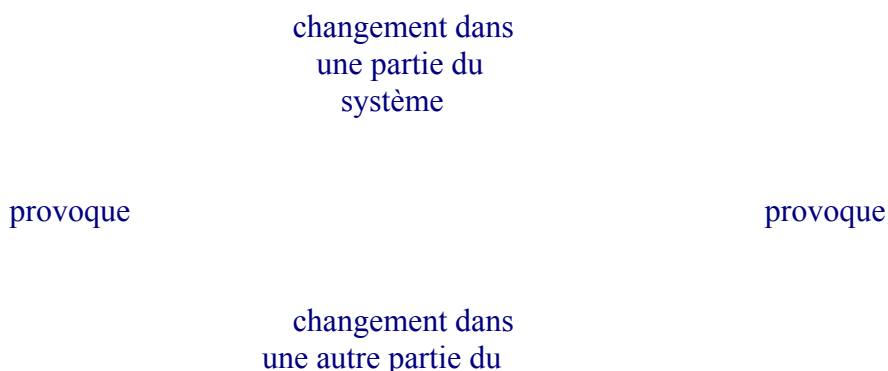 changement dans
une partie du
système
provoque
provoque
changement dans
une autre partie du